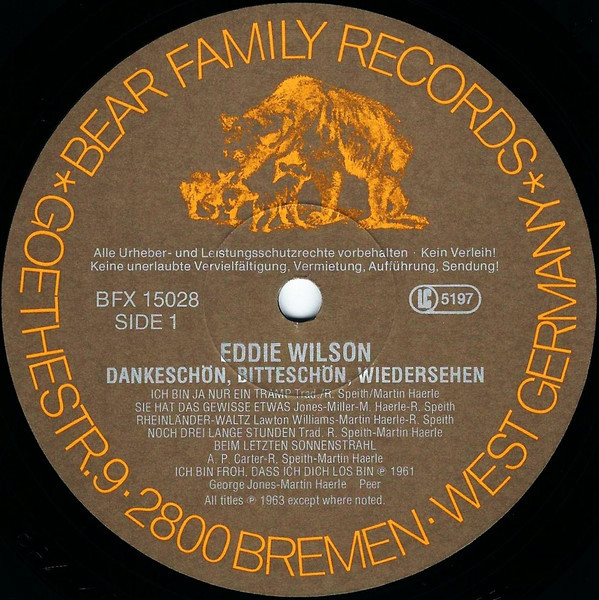 *BEAR FAMILY RECORDS*
GOETHESTR. 9 · 2800 BREMEN · WEST GERMANY
Alle Urheber- und Leistungsschutzrechte vorbehalten · Kein Verleih!
Keine unerlaubte Vervielfältigung, Vermietung, Aufführung, Sendung!
BFX 15028
SIDE 1
LC 5197
EDDIE WILSON
DANKESCHÖN, BITTESCHÖN, WIEDERSEHEN
ICH BIN JA NUR EIN TRAMP Trad./R. Speith/Martin Haerle
SIE HAT DAS GEWISSE ETWAS Jones-Miller-M. Haerle-R. Speith
RHEINLÄNDER-WALTZ Lawton Williams-Martin Haerle-R. Speith
NOCH DREI LANGE STUNDEN Trad. R. Speith-Martin Haerle
BEIM LETZTEN SONNENSTRAHL
A. P. Carter-R. Speith-Martin Haerle
ICH BIN FROH, DASS ICH DICH LOS BIN ℗ 1961
George Jones-Martin Haerle Peer
All titles ℗ 1963 except where noted.